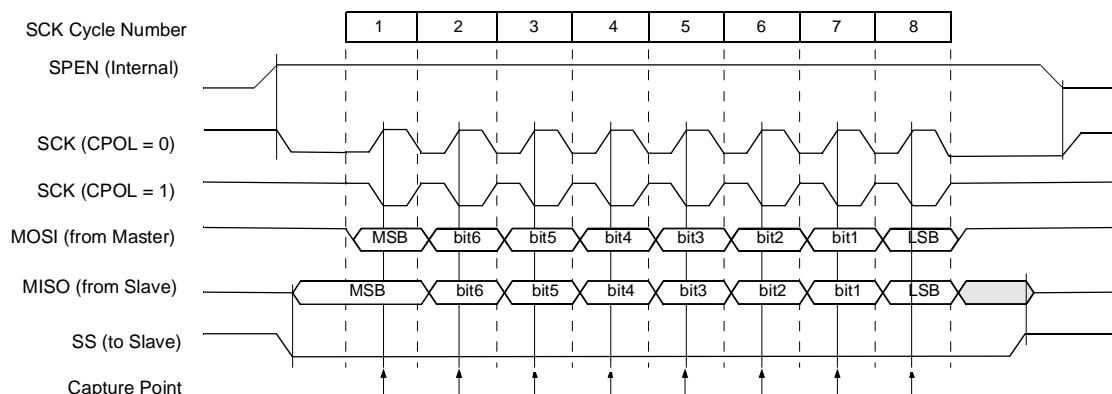 SCK Cycle Number 1 2 3 4 5 6 7 8
SPEN (Internal)
SCK (CPOL = 0)
SCK (CPOL = 1)
MOSI (from Master) MSB bit6 bit5 bit4 bit3 bit2 bit1 LSB
MISO (from Slave) MSB bit6 bit5 bit4 bit3 bit2 bit1 LSB
SS (to Slave)
Capture Point